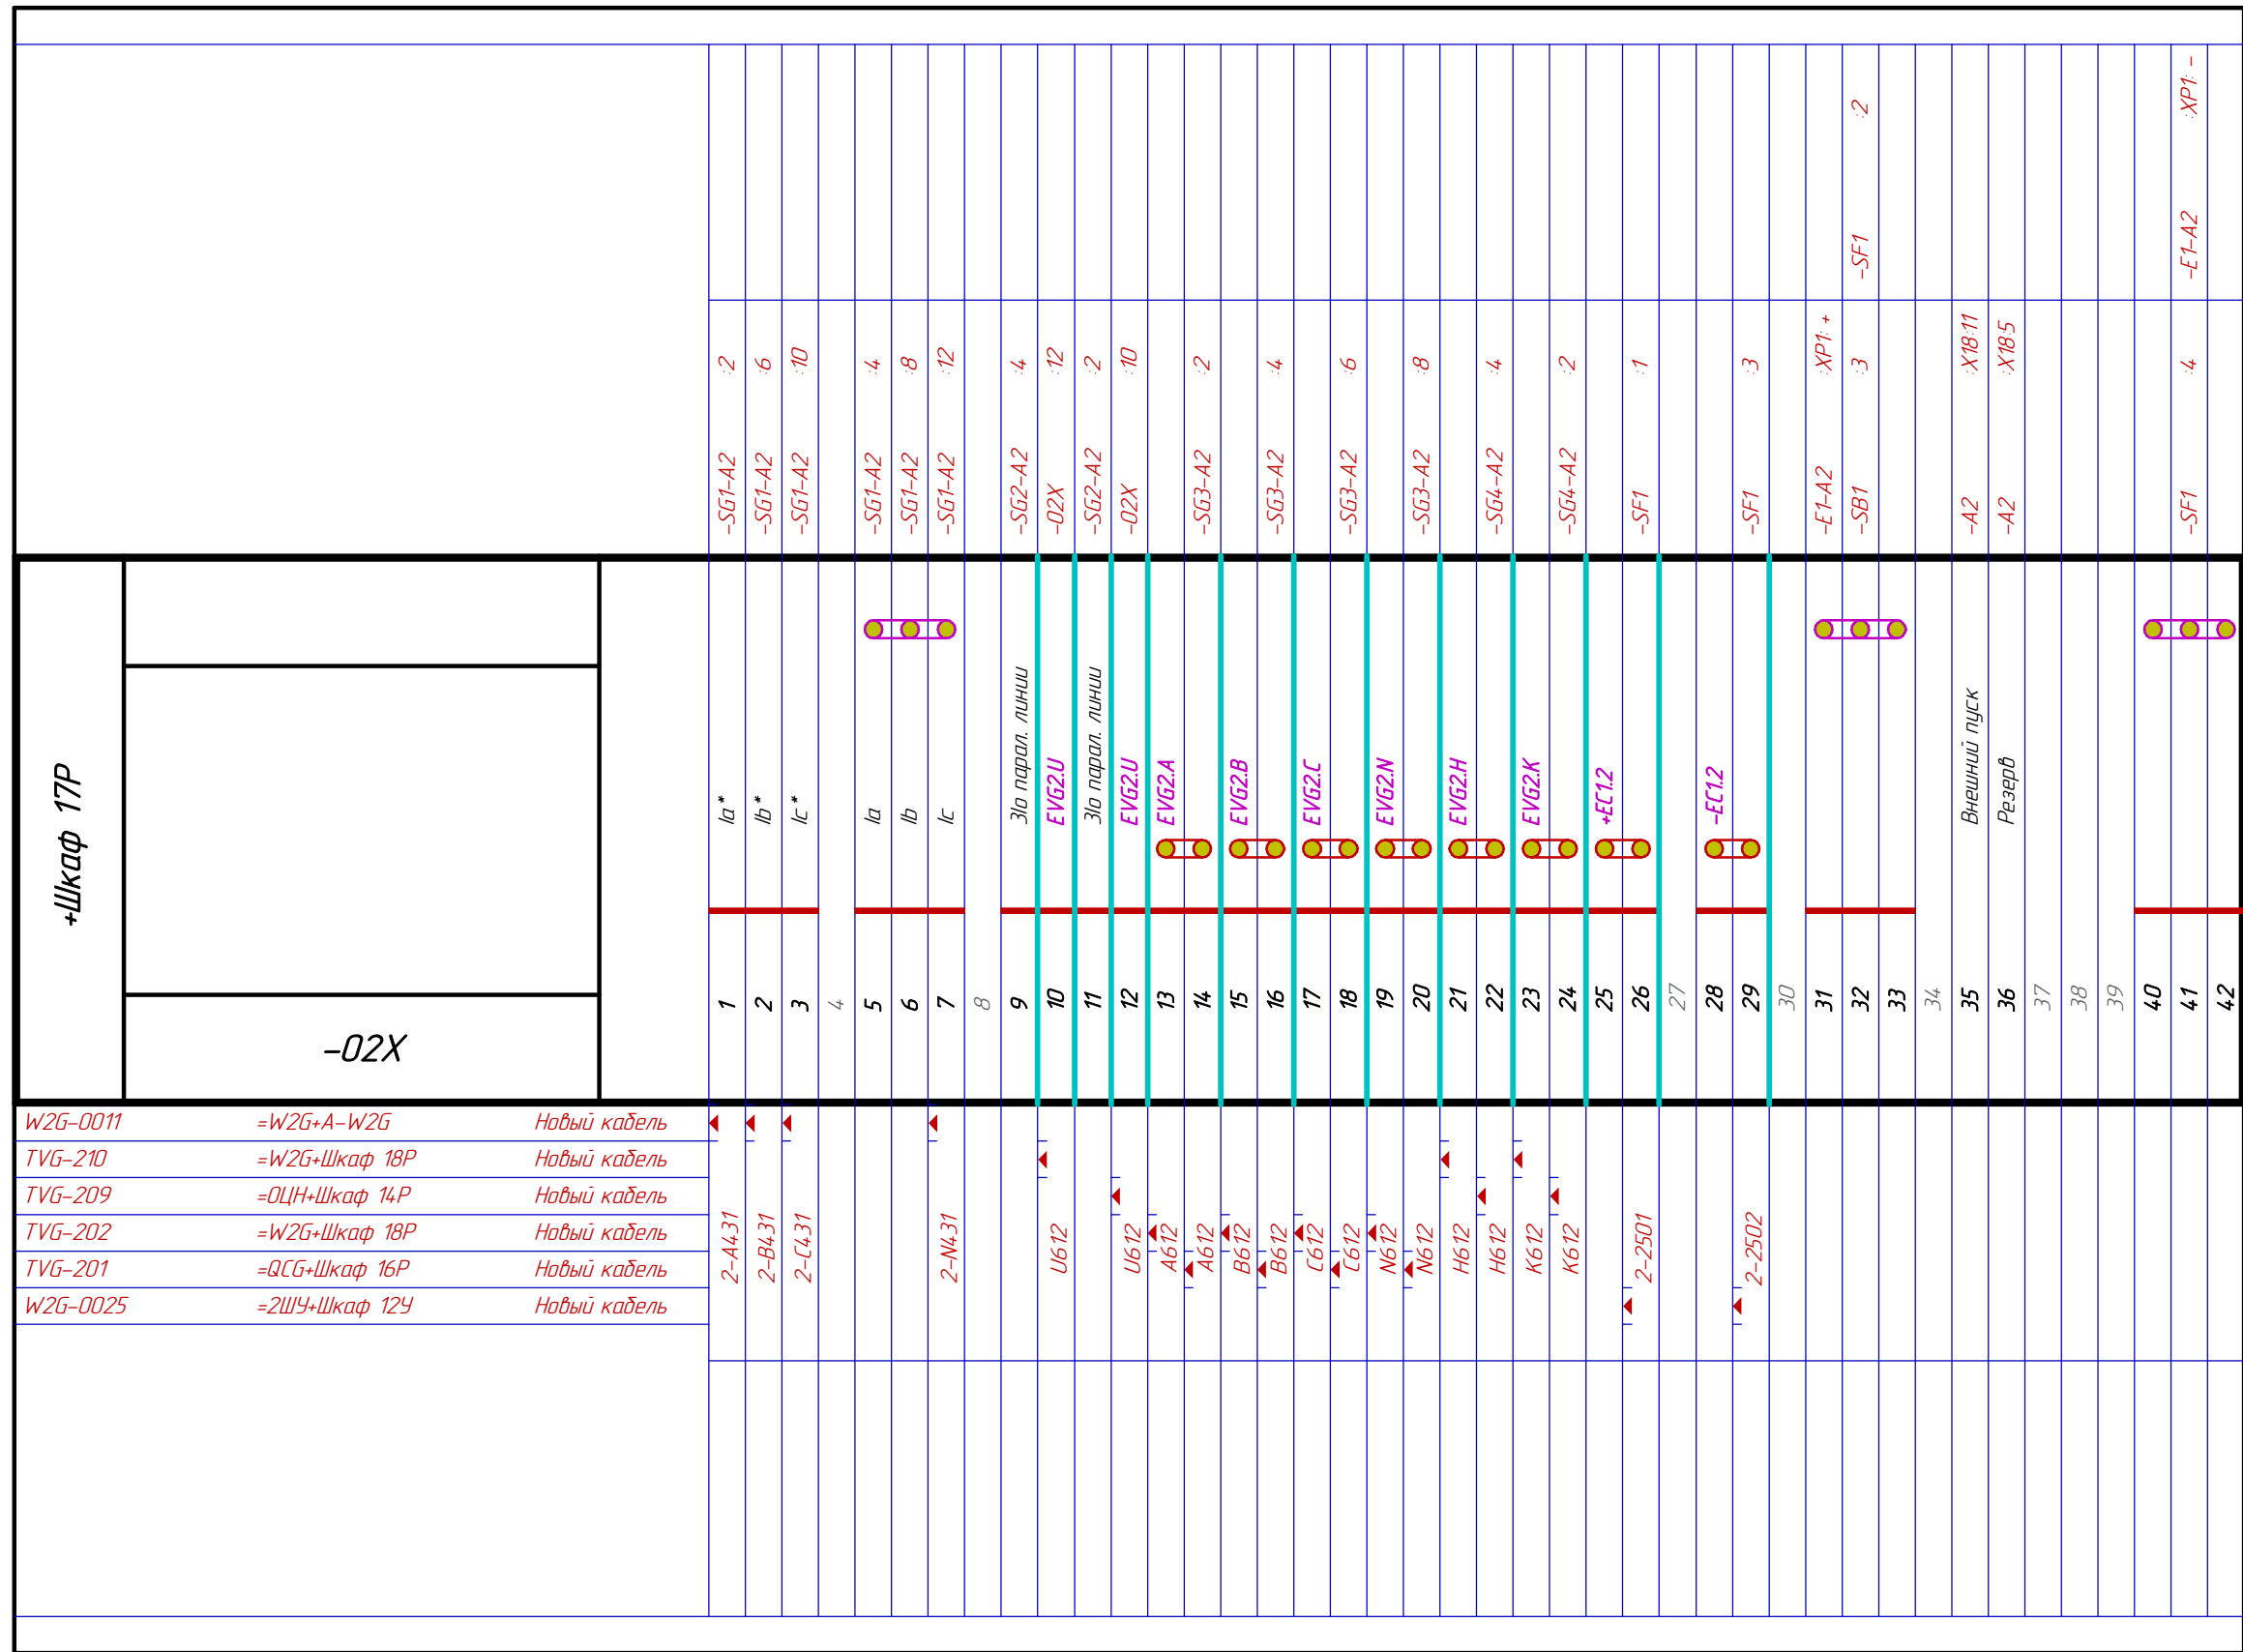 :2
:XP1: -
-SF1
-E1-A2
:2 :6 :10 :4 :8 :12 :4 :12 :2 :10 :2 :4 :6 :8 :4 :2 :1 :3 :XP1: + :3 :X18:11 :X18:5 :4
-SG1-A2 -SG1-A2 -SG1-A2 -SG1-A2 -SG1-A2 -SG1-A2 -SG2-A2 -02X -SG2-A2 -02X -SG3-A2 -SG3-A2 -SG3-A2 -SG3-A2 -SG4-A2 -SG4-A2 -SF1 -SF1 -E1-A2 -SB1 -A2 -A2 -SF1
+Шкаф 17Р
Ia* Ib* Ic* Ia Ib Ic 3Io парал. линии EVG2.U 3Io парал. линии EVG2.U EVG2.A EVG2.B EVG2.C EVG2.N EVG2.H EVG2.K +EC1.2 -EC1.2 Внешний пуск Резерв
1 2 3 4 5 6 7 8 9 10 11 12 13 14 15 16 17 18 19 20 21 22 23 24 25 26 27 28 29 30 31 32 33 34 35 36 37 38 39 40 41 42
-02X
W2G-0011 =W2G+A-W2G Новый кабель
TVG-210 =W2G+Шкаф 18Р Новый кабель
TVG-209 =ОЦН+Шкаф 14Р Новый кабель
TVG-202 =W2G+Шкаф 18Р Новый кабель
TVG-201 =QCG+Шкаф 16Р Новый кабель
W2G-0025 =2ШУ+Шкаф 12У Новый кабель
2-A431 2-B431 2-C431 2-N431 U612 U612 A612 A612 B612 B612 C612 C612 N612 N612 H612 H612 K612 K612 2-2501 2-2502